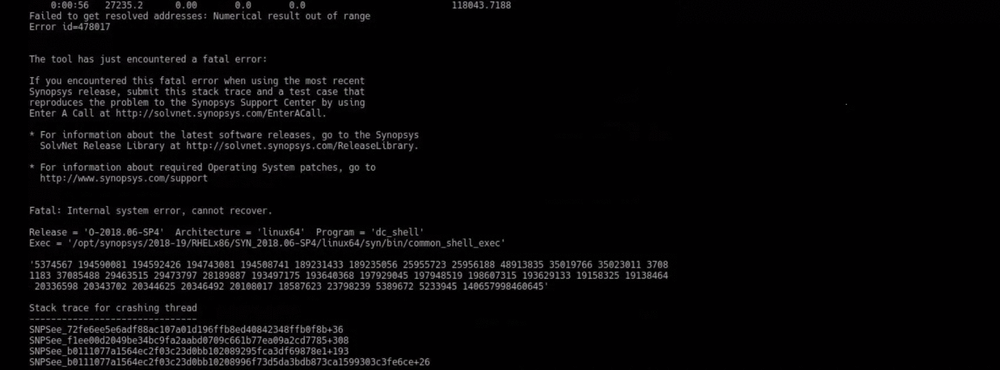 0:00:56 27235.2 0.00 0.0 0.0 118043.7188
Failed to get resolved addresses: Numerical result out of range
Error id=478017
The tool has just encountered a fatal error:
If you encountered this fatal error when using the most recent
Synopsys release, submit this stack trace and a test case that
reproduces the problem to the Synopsys Support Center by using
Enter A Call at http://solvnet.synopsys.com/EnterACall.
* For information about the latest software releases, go to the Synopsys
SolvNet Release Library at http://solvnet.synopsys.com/ReleaseLibrary.
* For information about required Operating System patches, go to
http://www.synopsys.com/support
Fatal: Internal system error, cannot recover.
Release = 'O-2018.06-SP4' Architecture = 'linux64' Program = 'dc_shell'
Exec = '/opt/synopsys/2018-19/RHELx86/SYN_2018.06-SP4/linux64/syn/bin/common_shell_exec'
'5374567 194590081 194592426 194743081 194508741 189231433 189235056 25955723 25956188 48913835 35019766 35023011 3708
1183 37085488 29463515 29473797 28189887 193497175 193640368 197929045 197948519 198607315 193629133 19158325 19138464
20336598 20343702 20344625 20346492 20108017 18587623 23798239 5389672 5233945 140657998460645'
Stack trace for crashing thread
-------------------------------
SNPSee_72fe6ee5e6adf88ac107a01d196ffb8ed40842348ffb0f8b+36
SNPSee_f1ee00d2049be34bc9fa2aabd0709c661b77ea09a2cd7785+308
SNPSee_b0111077a1564ec2f03c23d0bb102089295fca3df69878e1+193
SNPSee_b0111077a1564ec2f03c23d0bb10208996f73d5da3bdb873ca1599303c3fe6ce+26